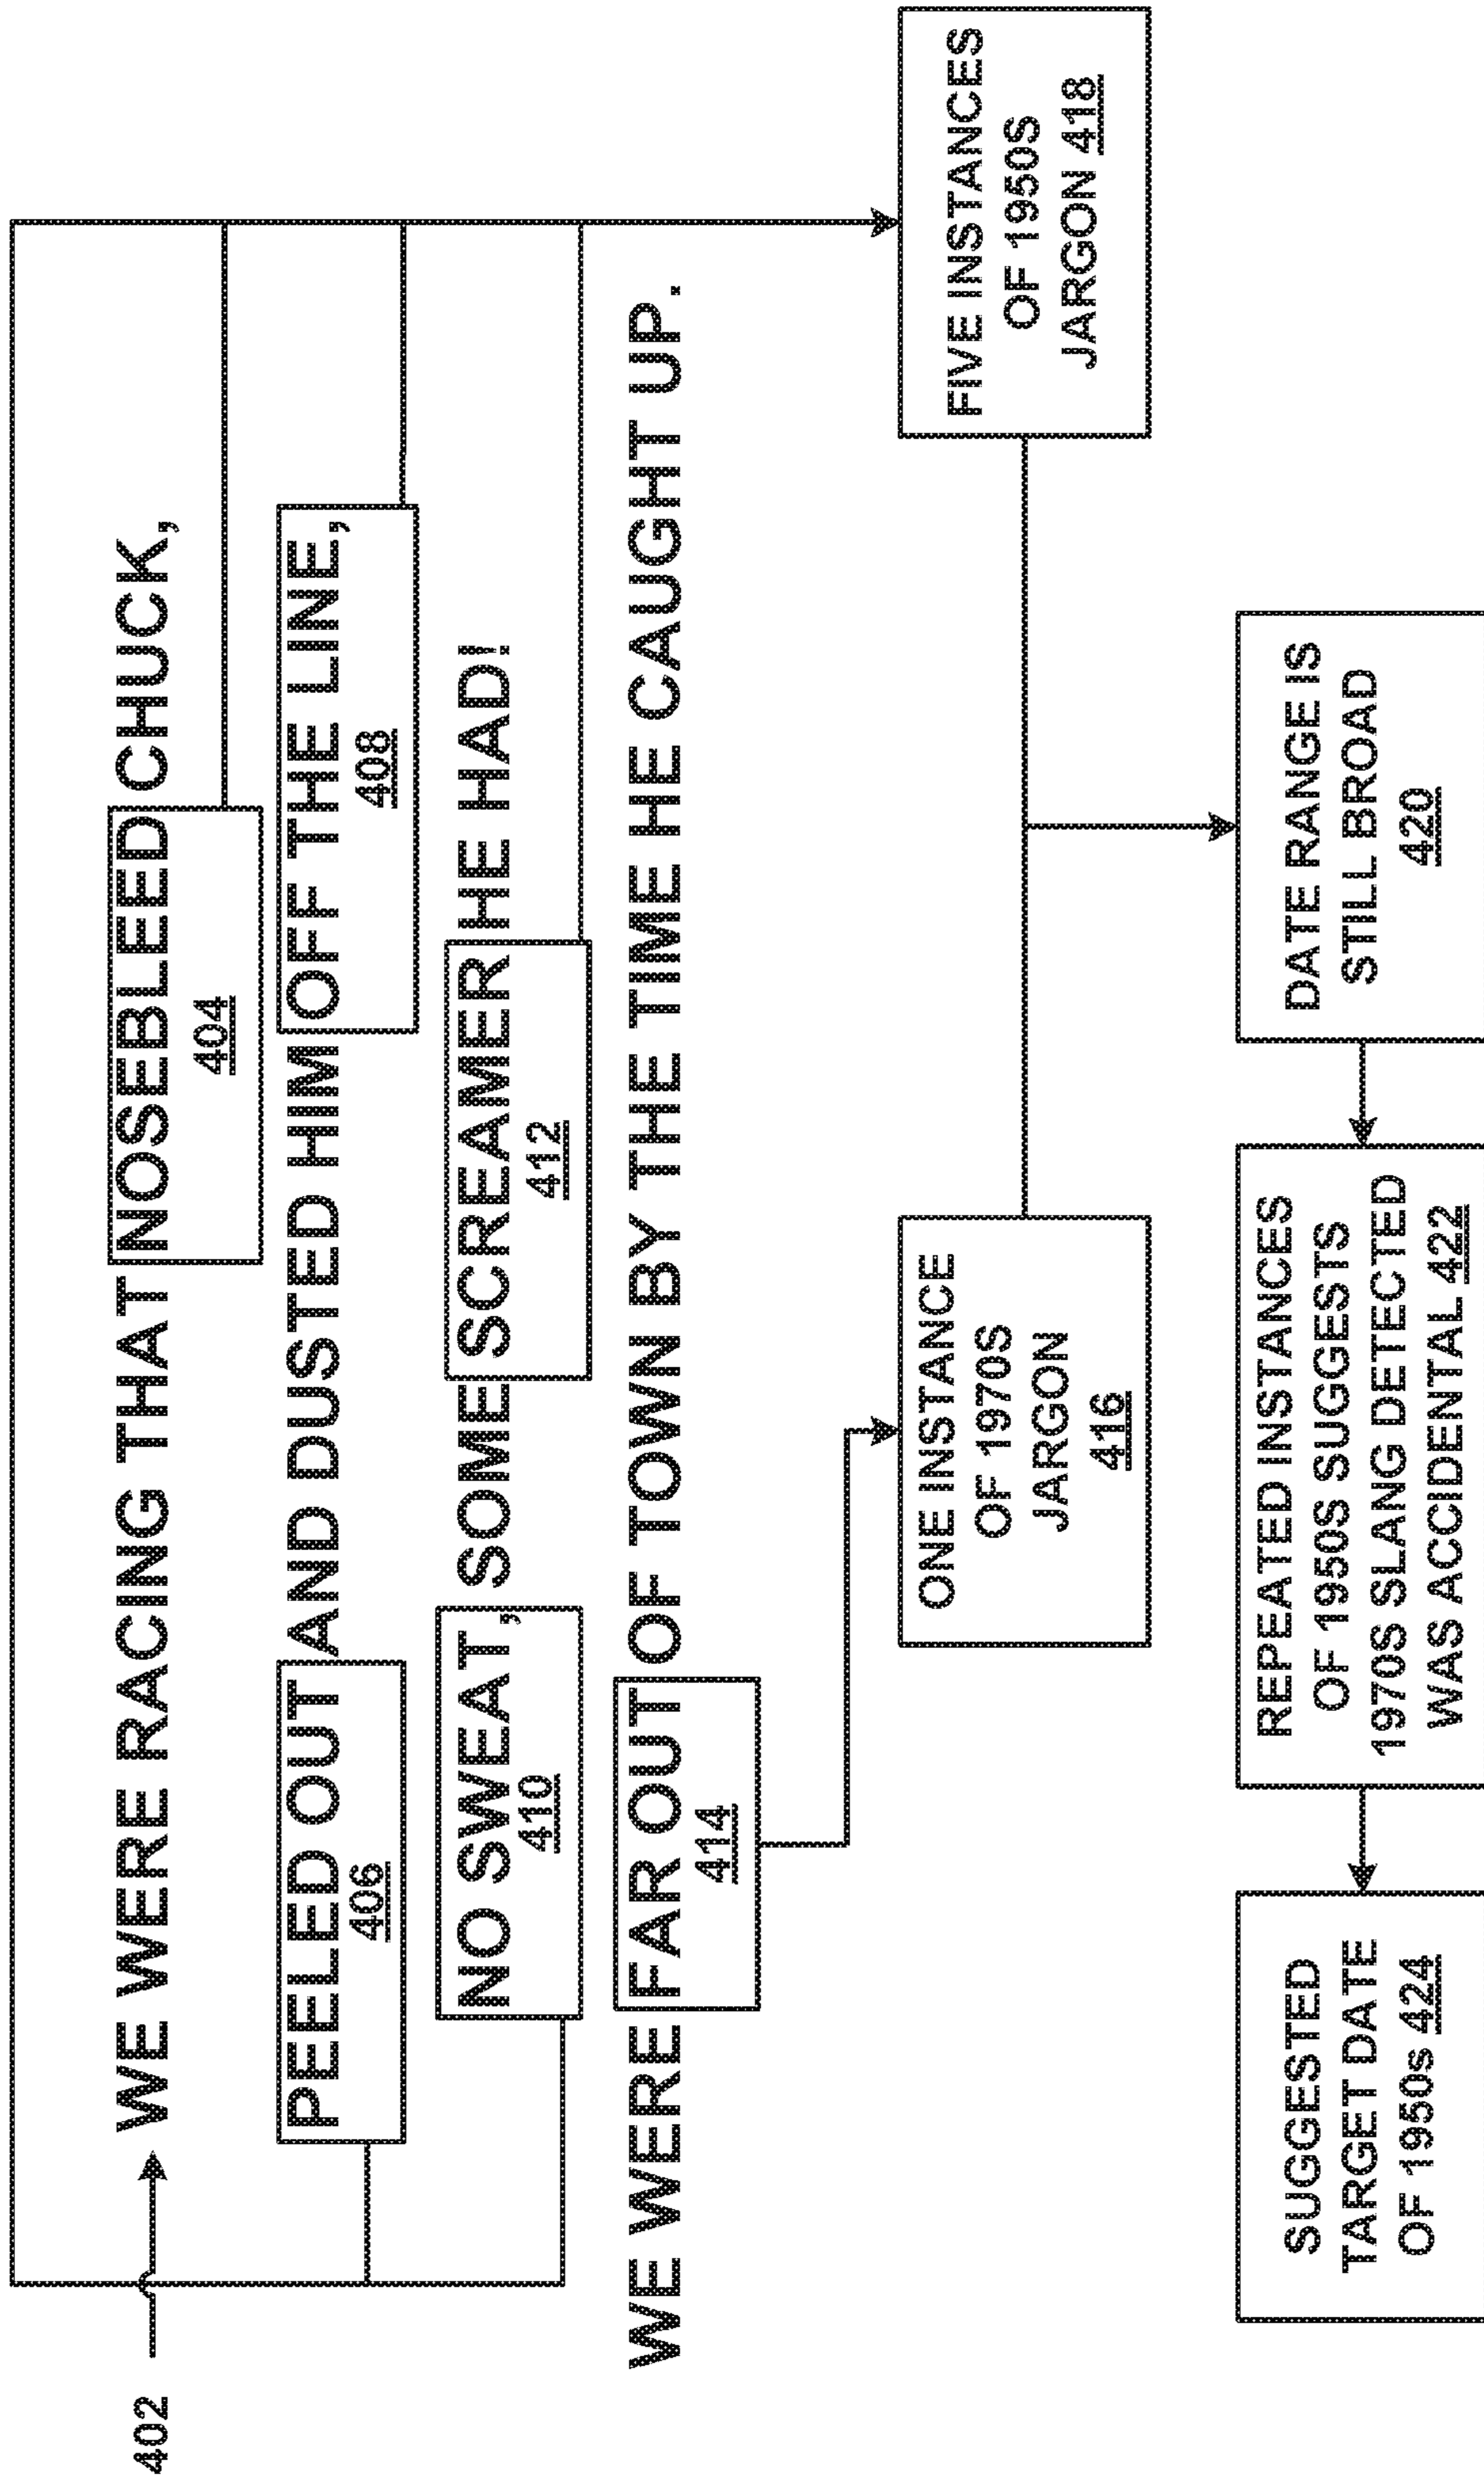 402
WE WERE RACING THAT NOSEBLEED CHUCK,
404
PEELED OUT AND DUSTED HIM OFF THE LINE,
406
408
NO SWEAT, SOME SCREAMER HE HAD!
410
412
WE WERE FAR OUT OF TOWN BY THE TIME HE CAUGHT UP.
414
ONE INSTANCE
OF 1970S
JARGON
416
FIVE INSTANCES
OF 1950S
JARGON 418
SUGGESTED
TARGET DATE
OF 1950s 424
REPEATED INSTANCES
OF 1950S SUGGESTS
1970S SLANG DETECTED
WAS ACCIDENTAL 422
DATE RANGE IS
STILL BROAD
420